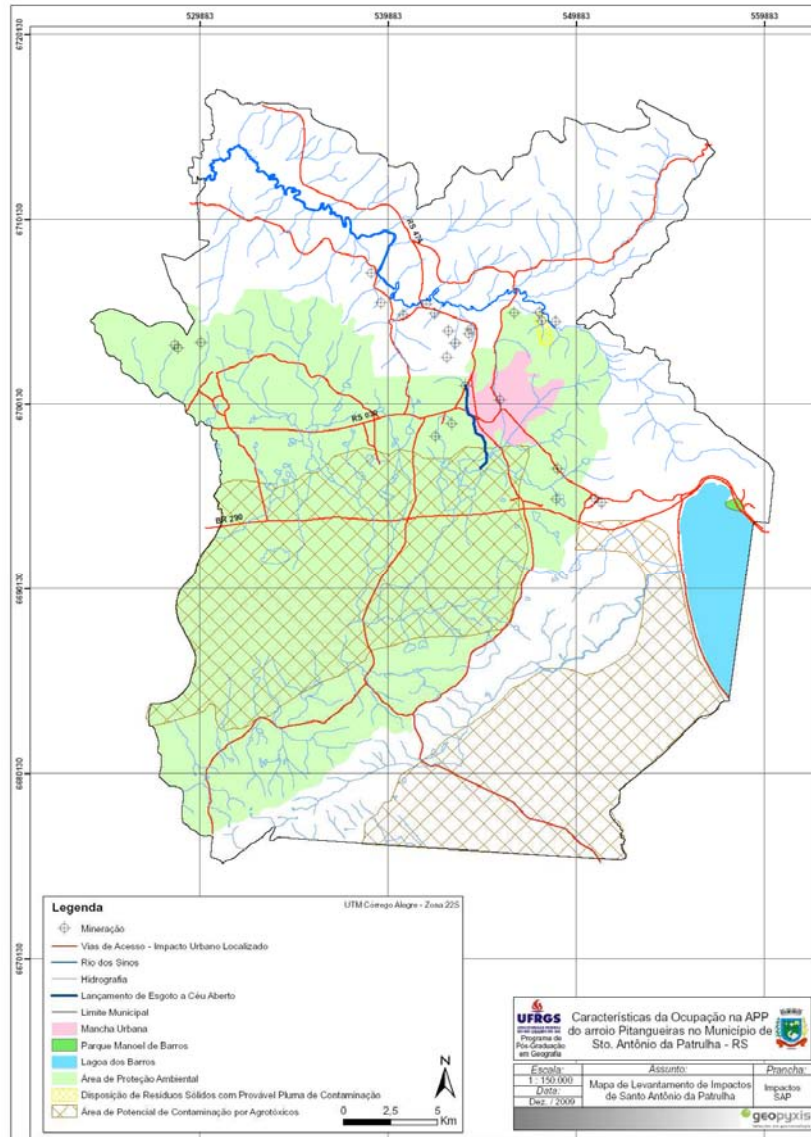 529883 539883 549883 559883
6720130
6710130
6700130
6690130
6680130
6670130
RS 474
RS 030
BR 290
Legenda
UTM Córrego Alegre - Zona 22S
Mineração
Vias de Acesso - Impacto Urbano Localizado
Rio dos Sinos
Hidrografia
Lançamento de Esgoto a Céu Aberto
Limite Municipal
Mancha Urbana
Parque Manoel de Barros
Lagoa dos Barros
Área de Proteção Ambiental
Disposição de Resíduos Sólidos com Provável Pluma de Contaminação
Área de Potencial de Contaminação por Agrotóxicos
N
0 2,5 5
Km
UFRGS
Programa de
Pós-Graduação
em Geografia
Características da Ocupação na APP
do arroio Pitangueiras no Município de
Sto. Antônio da Patrulha - RS
Escala:
1 : 150.000
Data:
Dez. / 2009
Assunto:
Mapa de Levantamento de Impactos
de Santo Antônio da Patrulha
Prancha:
Impactos
SAP
geopyxis